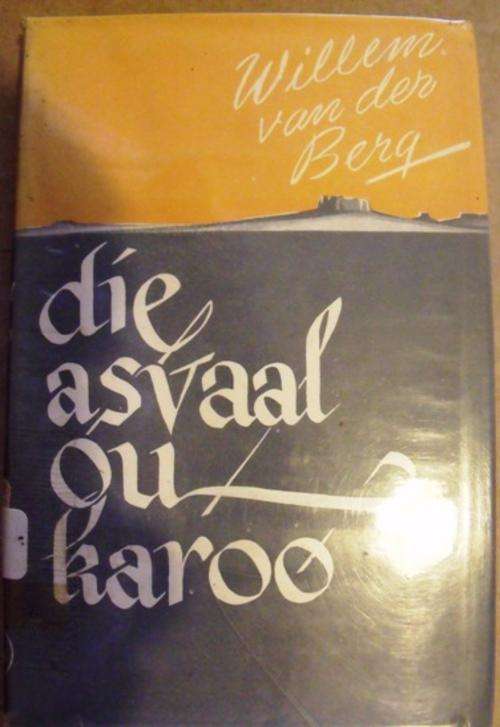 Willem
van der
Berg
die
asvaal
ou
karoo